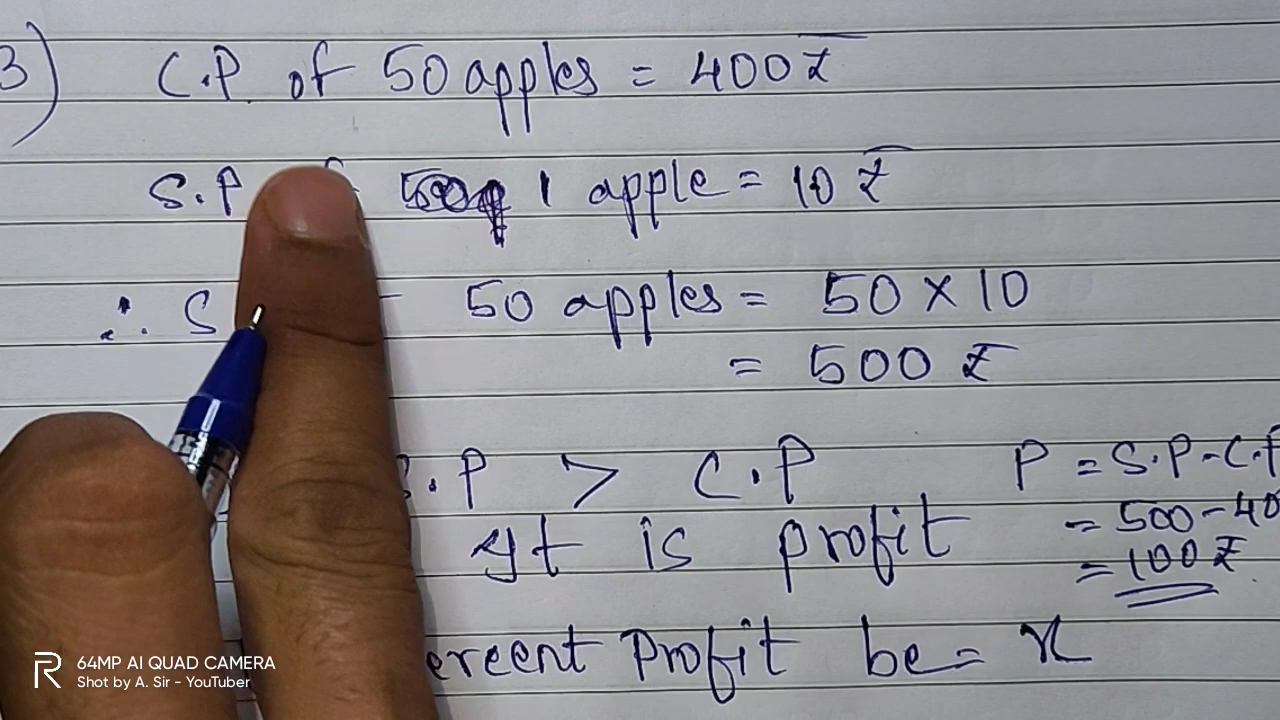 3) C.P. of 50 apples = 400 ₹
S.P 1 apple = 10 ₹
∴ S 50 apples = 50 × 10
= 500 ₹
S.P > C.P P = S.P - C.P
It is profit = 500 - 40
= 100 ₹
ercent Profit be = x
64MP AI QUAD CAMERA
Shot by A. Sir - YouTuber